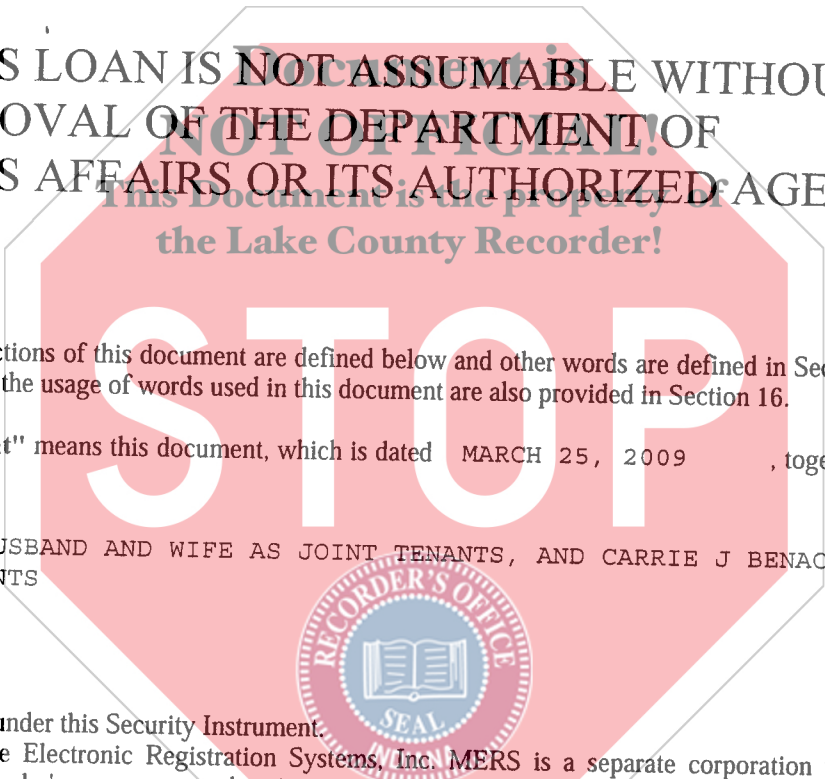 S LOAN IS NOT ASSUMABLE WITHOU
Document is
OVAL OF THE DEPARTMENT OF
NOT OFFICIAL!
S AFFAIRS OR ITS AUTHORIZED AGE
This Document is the property of
the Lake County Recorder!
STOP
ctions of this document are defined below and other words are defined in Sec
the usage of words used in this document are also provided in Section 16.
t" means this document, which is dated MARCH 25, 2009 , toge
USBAND AND WIFE AS JOINT TENANTS, AND CARRIE J BENAC
NTS
RECORDER'S OFFICE
SEAL
INDIANA
under this Security Instrument.
e Electronic Registration Systems, Inc. MERS is a separate corporation